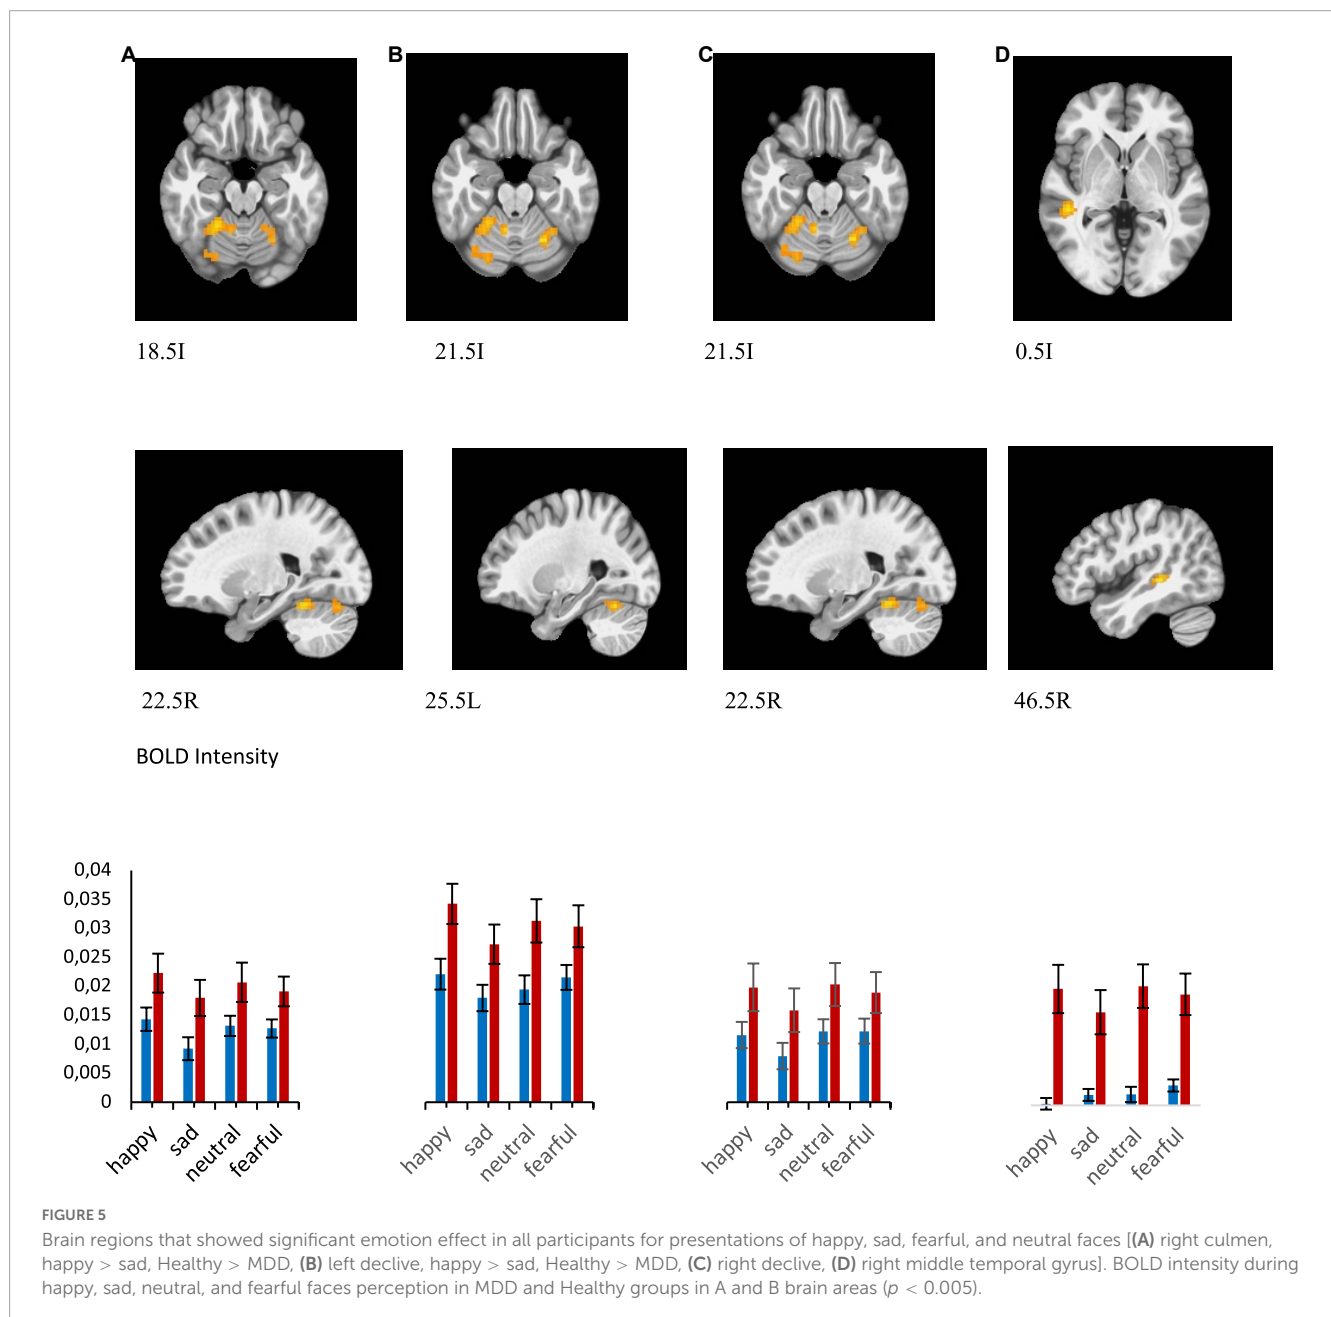 A B C D
18.5I 21.5I 21.5I 0.5I
22.5R 25.5L 22.5R 46.5R
BOLD Intensity
0,04
0,035
0,03
0,025
0,02
0,015
0,01
0,005
0
happy sad neutral fearful happy sad neutral fearful happy sad neutral fearful happy sad neutral fearful
FIGURE 5
Brain regions that showed significant emotion effect in all participants for presentations of happy, sad, fearful, and neutral faces [(A) right culmen,
happy > sad, Healthy > MDD, (B) left declive, happy > sad, Healthy > MDD, (C) right declive, (D) right middle temporal gyrus]. BOLD intensity during
happy, sad, neutral, and fearful faces perception in MDD and Healthy groups in A and B brain areas (p < 0.005).